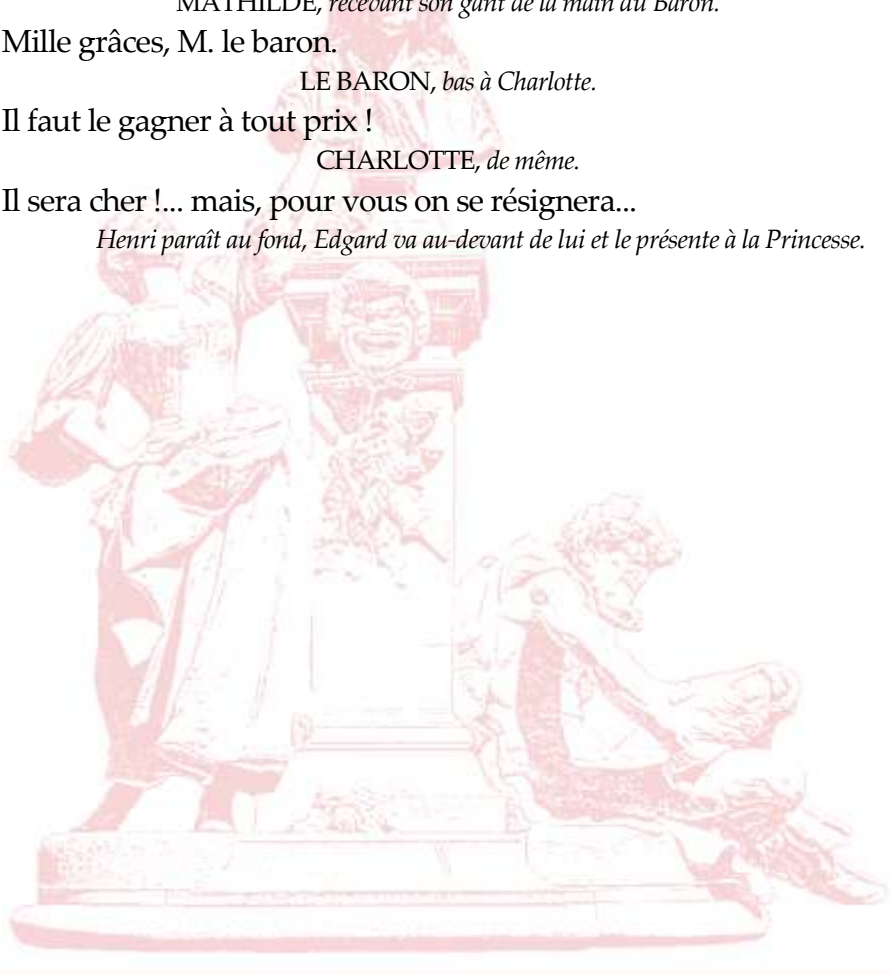 MATHILDE, recevant son gant de la main du Baron.
Mille grâces, M. le baron.
LE BARON, bas à Charlotte.
Il faut le gagner à tout prix !
CHARLOTTE, de même.
Il sera cher !... mais, pour vous on se résignera...
Henri paraît au fond, Edgard va au-devant de lui et le présente à la Princesse.